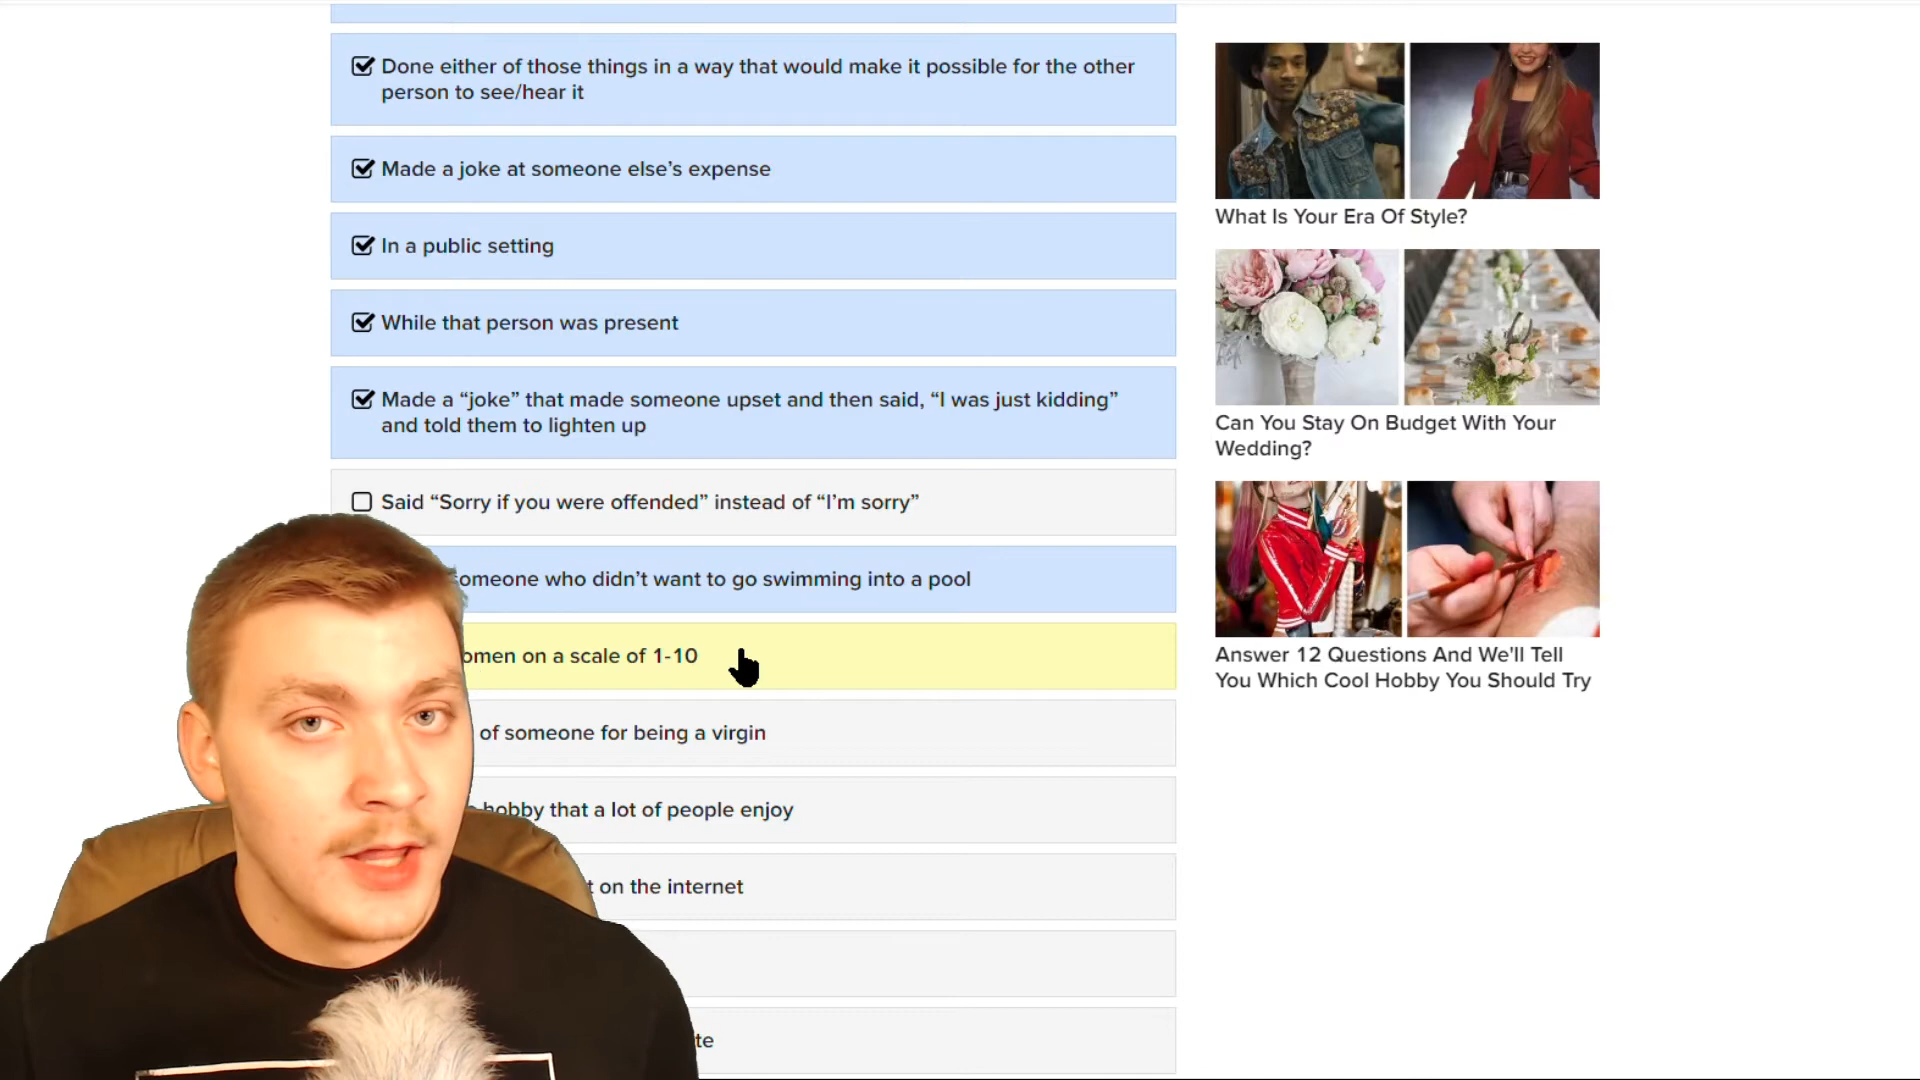 Done either of those things in a way that would make it possible for the other
person to see/hear it
Made a joke at someone else’s expense
In a public setting
While that person was present
Made a “joke” that made someone upset and then said, “I was just kidding”
and told them to lighten up
Said “Sorry if you were offended” instead of “I’m sorry”
omeone who didn’t want to go swimming into a pool
omen on a scale of 1-10
of someone for being a virgin
hobby that a lot of people enjoy
t on the internet
te
What Is Your Era Of Style?
Can You Stay On Budget With Your
Wedding?
Answer 12 Questions And We'll Tell
You Which Cool Hobby You Should Try